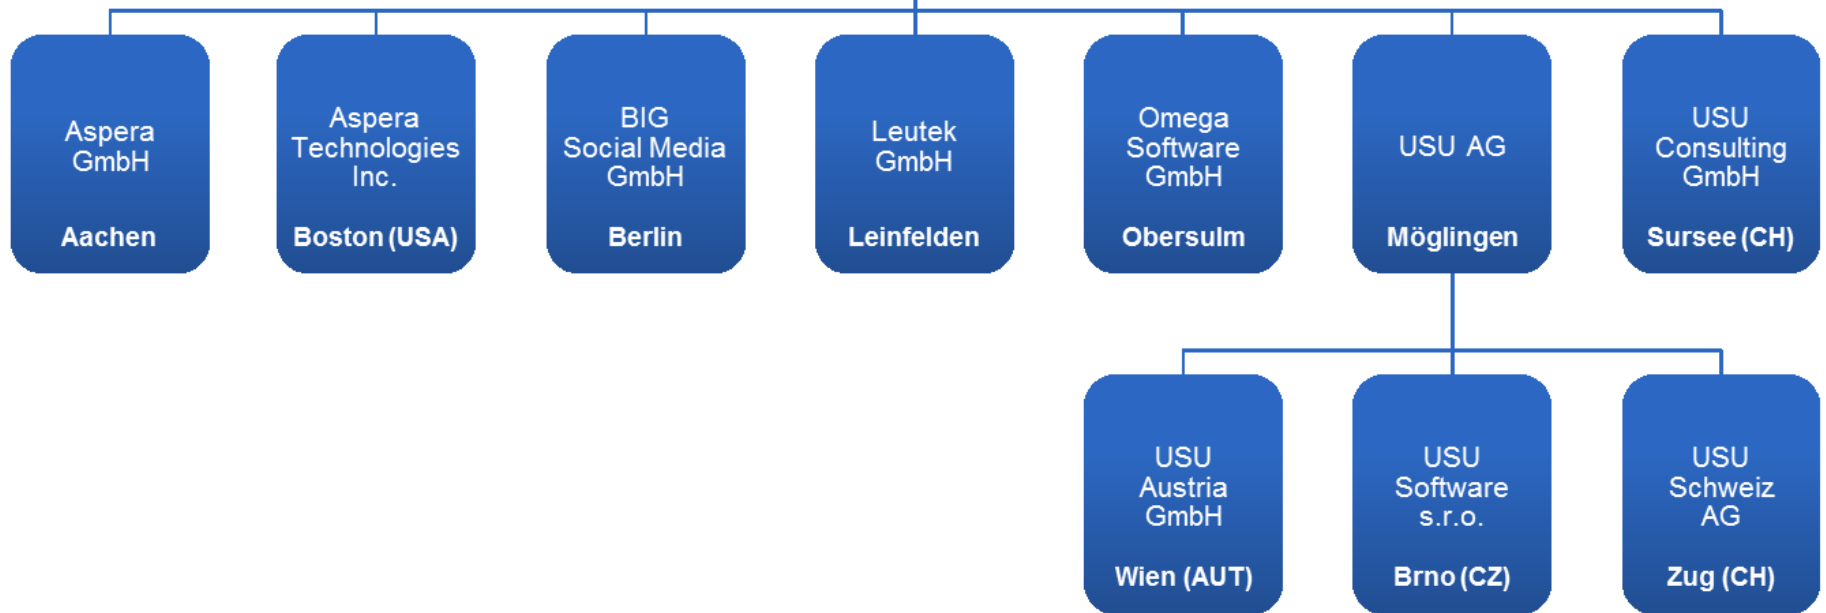 Aspera
GmbH
Aachen
Aspera
Technologies
Inc.
Boston (USA)
BIG
Social Media
GmbH
Berlin
Leutek
GmbH
Leinfelden
Omega
Software
GmbH
Obersulm
USU AG
Möglingen
USU
Consulting
GmbH
Sursee (CH)
USU
Austria
GmbH
Wien (AUT)
USU
Software
s.r.o.
Brno (CZ)
USU
Schweiz
AG
Zug (CH)